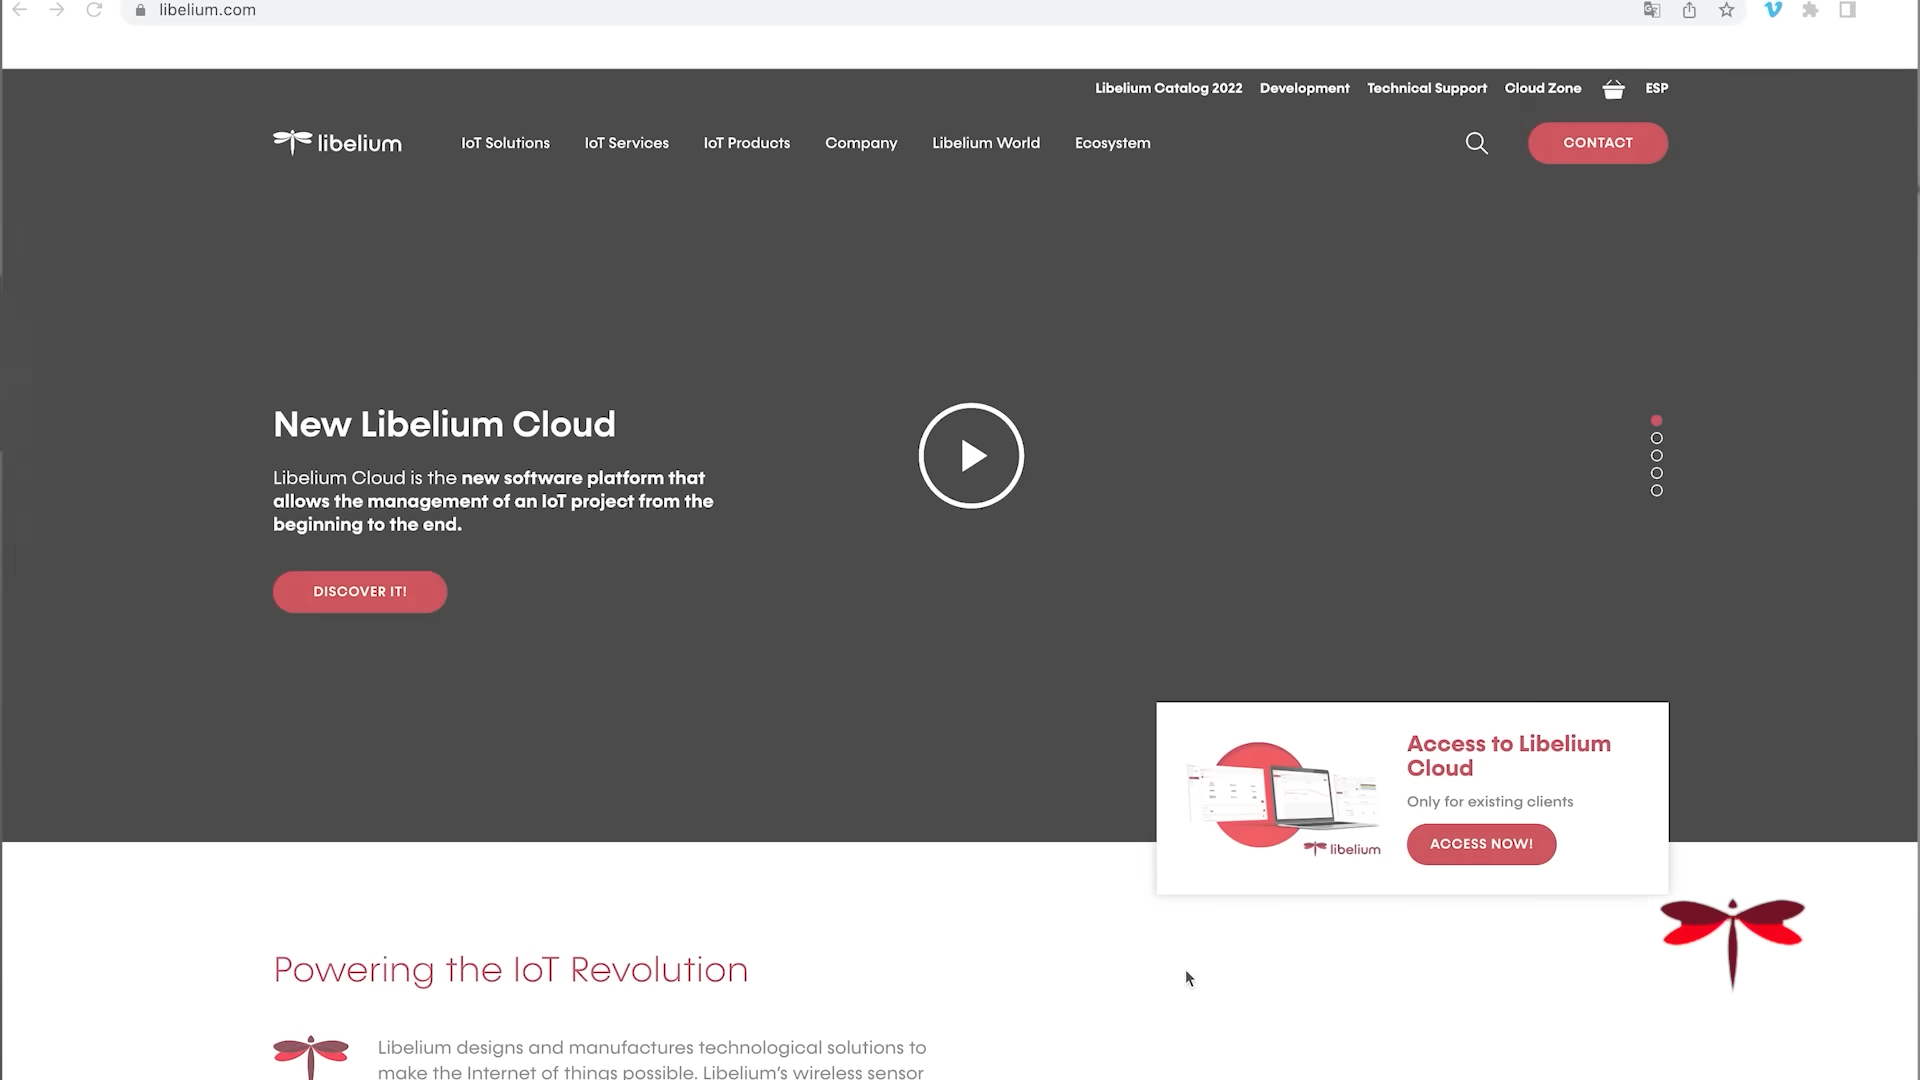 libelium.com
Libelium Catalog 2022 Development Technical Support Cloud Zone ESP
libelium IoT Solutions IoT Services IoT Products Company Libelium World Ecosystem CONTACT
New Libelium Cloud
Libelium Cloud is the new software platform that
allows the management of an IoT project from the
beginning to the end.
DISCOVER IT!
Access to Libelium
Cloud
Only for existing clients
ACCESS NOW!
libelium
Powering the IoT Revolution
Libelium designs and manufactures technological solutions to
make the Internet of things possible. Libelium’s wireless sensor